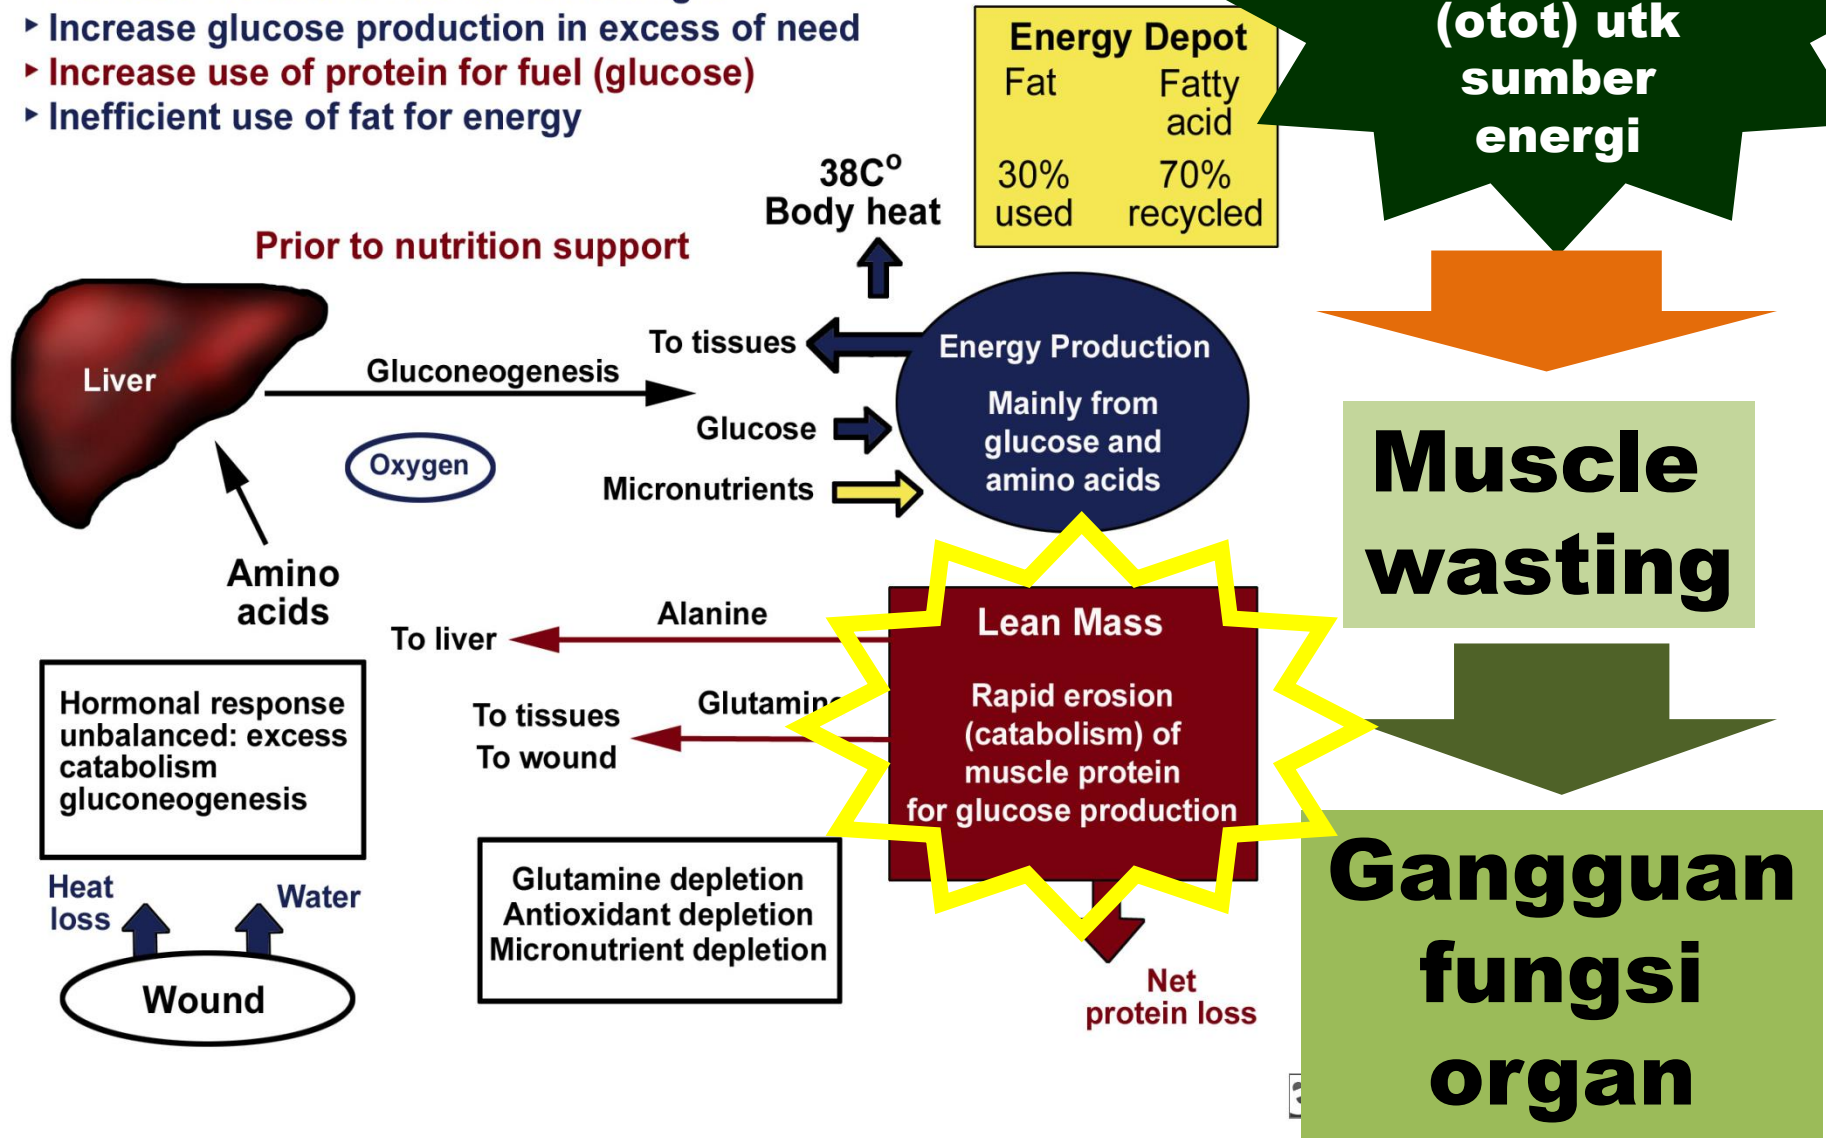 ▸ Increase glucose production in excess of need
▸ Increase use of protein for fuel (glucose)
▸ Inefficient use of fat for energy
Energy Depot
Fat Fatty acid
30% used 70% recycled
(otot) utk
sumber
energi
38C°
Body heat
Prior to nutrition support
Liver
Gluconeogenesis
Oxygen
Amino
acids
To tissues
Glucose
Micronutrients
Energy Production
Mainly from
glucose and
amino acids
Muscle
wasting
Alanine
To liver
Glutamine
To tissues
To wound
Lean Mass
Rapid erosion
(catabolism) of
muscle protein
for glucose production
Hormonal response
unbalanced: excess
catabolism
gluconeogenesis
Heat
loss
Water
Wound
Glutamine depletion
Antioxidant depletion
Micronutrient depletion
Net
protein loss
Gangguan
fungsi
organ